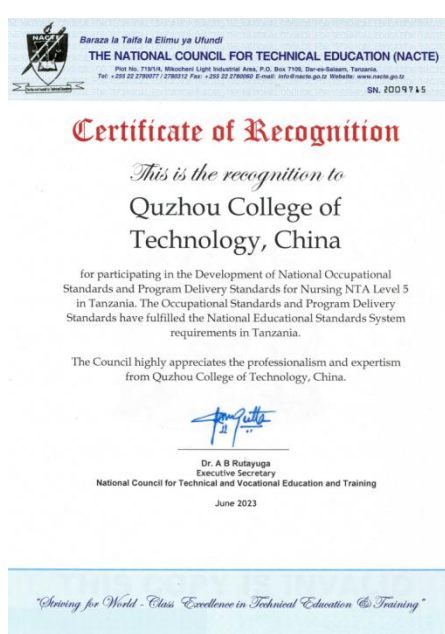 NACTE
Baraza la Taifa la Elimu ya Ufundi
THE NATIONAL COUNCIL FOR TECHNICAL EDUCATION (NACTE)
Plot No. 719/1/4, Mikocheni Light Industrial Area, P.O. Box 7109, Dar-es-Salaam, Tanzania.
Tel: +255 22 2780077 / 2780312 Fax: +255 22 2780060 E-mail: info@nacte.go.tz Website: www.nacte.go.tz
SN. 2009765
Certificate of Recognition
This is the recognition to
Quzhou College of
Technology, China
for participating in the Development of National Occupational
Standards and Program Delivery Standards for Nursing NTA Level 5
in Tanzania. The Occupational Standards and Program Delivery
Standards have fulfilled the National Educational Standards System
requirements in Tanzania.
The Council highly appreciates the professionalism and expertism
from Quzhou College of Technology, China.
Dr. A B Rutayuga
Executive Secretary
National Council for Technical and Vocational Education and Training
June 2023
THIS COPY IS INVALID
"Striving for World - Class Excellence in Technical Education & Training"